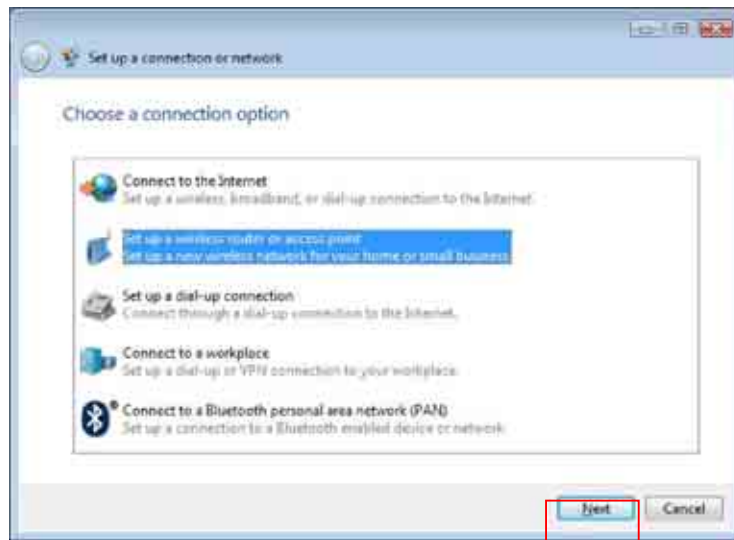 Set up a connection or network
Choose a connection option
Connect to the Internet
Set up a wireless, broadband, or dial-up connection to the Internet.
Set up a wireless router or access point
Set up a new wireless network for your home or small business.
Set up a dial-up connection
Connect through a dial-up connection to the Internet.
Connect to a workplace
Set up a dial-up or VPN connection to your workplace.
Connect to a Bluetooth personal area network (PAN)
Set up a connection to a Bluetooth enabled device or network.
Next
Cancel